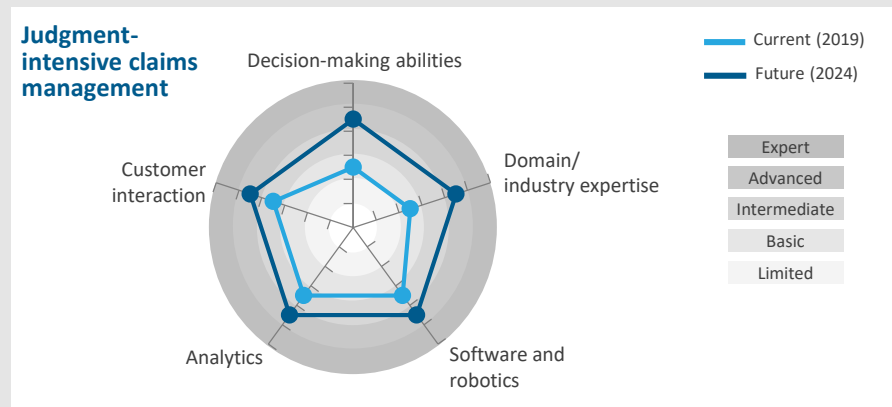 Judgment-
intensive claims
management
Decision-making abilities
Current (2019)
Future (2024)
Customer
interaction
Domain/
industry expertise
Expert
Advanced
Intermediate
Basic
Limited
Analytics
Software and
robotics